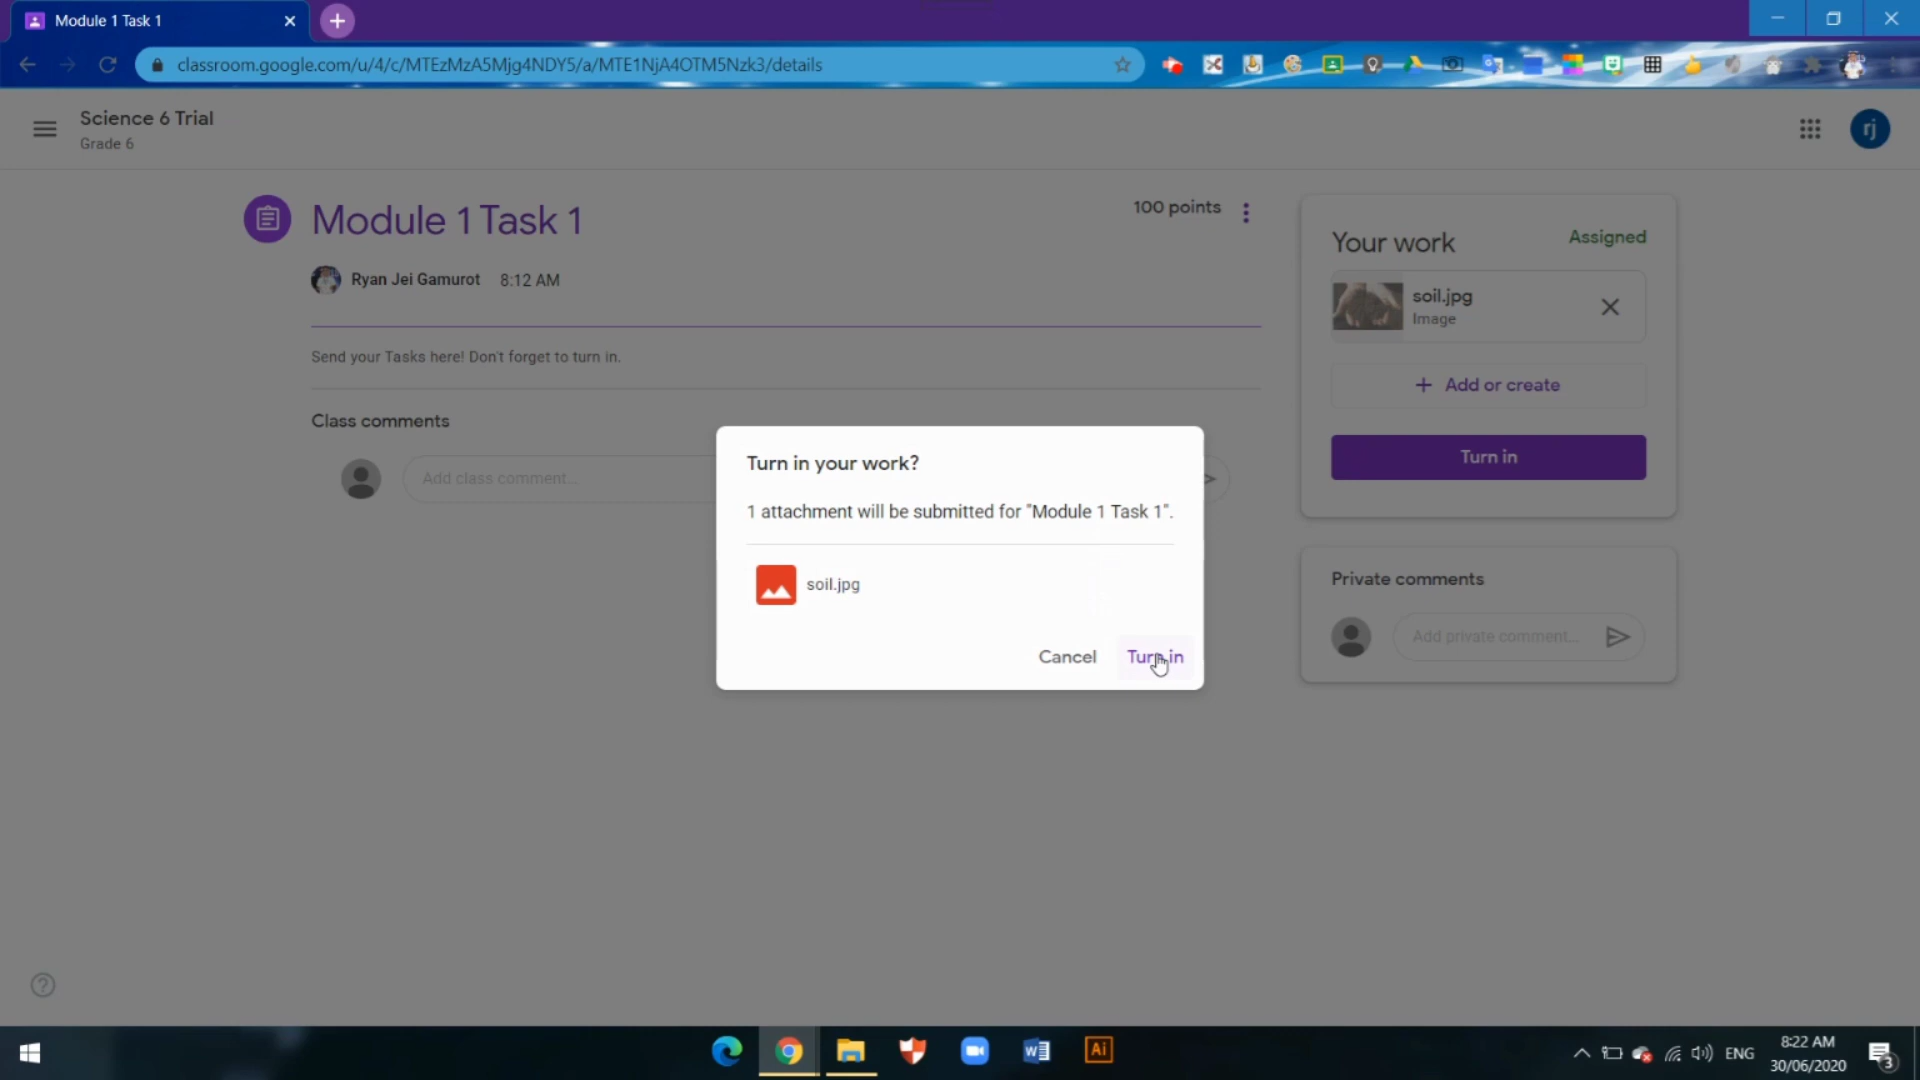 Module 1 Task 1
classroom.google.com/u/4/c/MTEzMzA5Mjg4NDY5/a/MTE1NjA4OTM5Nzk3/details
Science 6 Trial
Grade 6
rj
Module 1 Task 1
100 points
Ryan Jei Gamurot 8:12 AM
Send your Tasks here! Don't forget to turn in.
Class comments
Add class comment...
Your work
Assigned
soil.jpg
Image
+ Add or create
Turn in
Private comments
Add private comment...
Turn in your work?
1 attachment will be submitted for "Module 1 Task 1".
soil.jpg
Cancel
Turn in
Ai
ENG
8:22 AM
30/06/2020
3